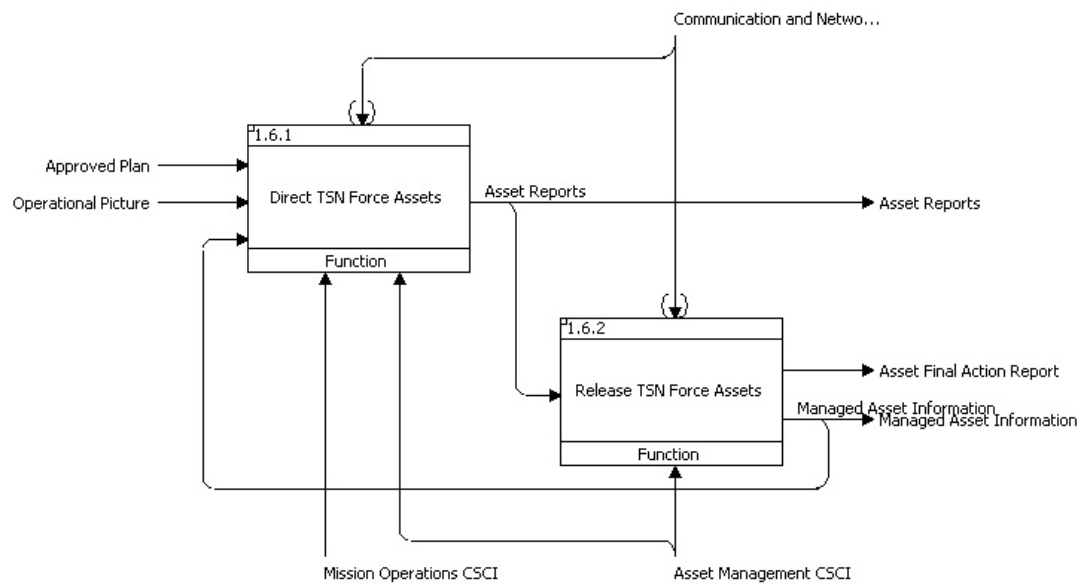 Communication and Netwo...
1.6.1
Approved Plan
Direct TSN Force Assets
Asset Reports
Operational Picture
Asset Reports
Function
1.6.2
Asset Final Action Report
Release TSN Force Assets
Managed Asset Information
Managed Asset Information
Function
Mission Operations CSCI
Asset Management CSCI